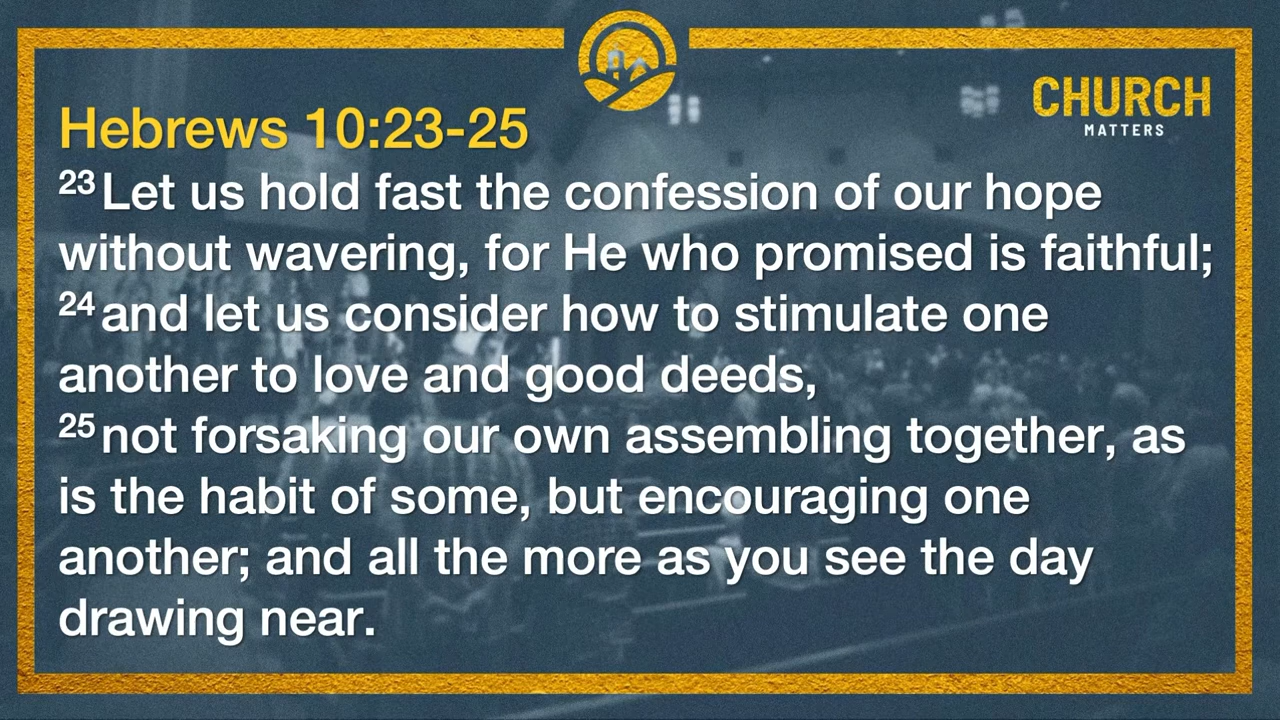 CHURCH
MATTERS
Hebrews 10:23-25
23 Let us hold fast the confession of our hope
without wavering, for He who promised is faithful;
24 and let us consider how to stimulate one
another to love and good deeds,
25 not forsaking our own assembling together, as
is the habit of some, but encouraging one
another; and all the more as you see the day
drawing near.